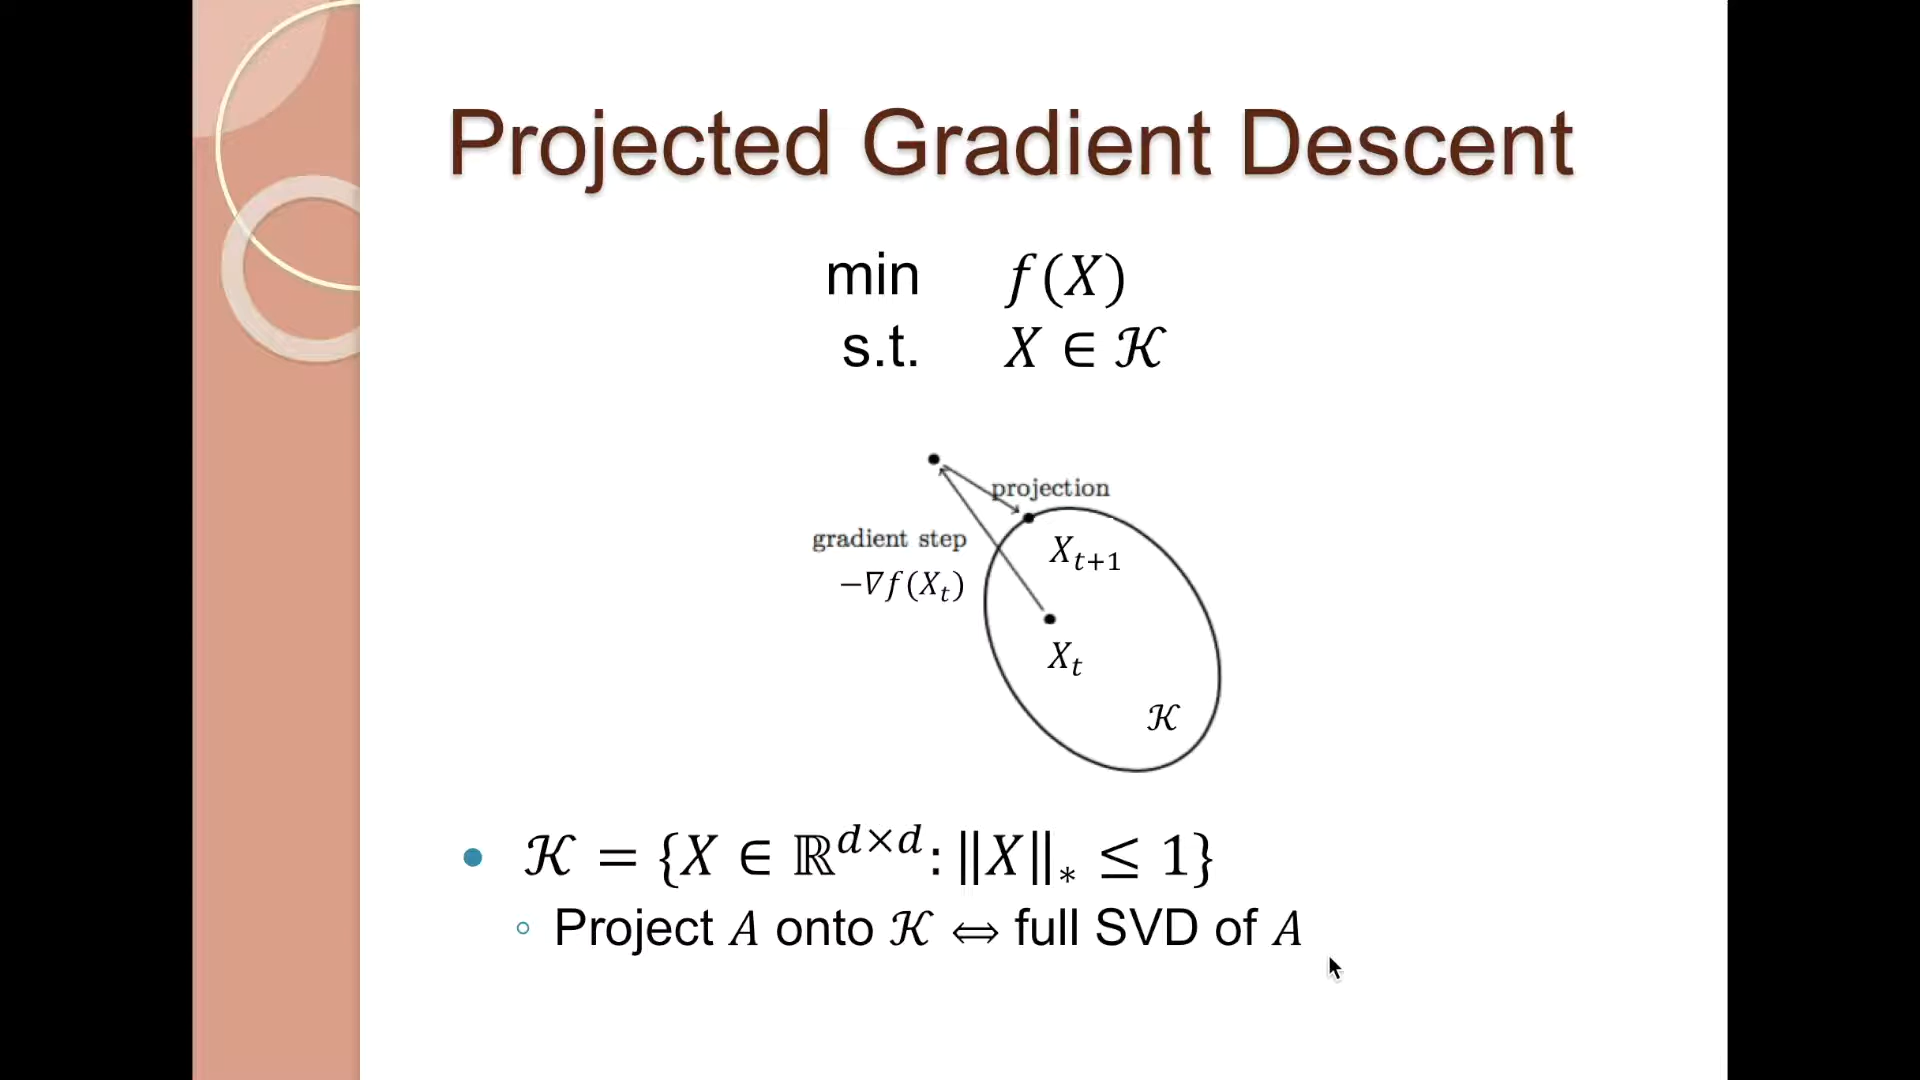 Projected Gradient Descent
min f(X)
s.t. X ∈ 𝒦
projection
gradient step
−∇f(X_t)
X_{t+1}
X_t
𝒦
• 𝒦 = {X ∈ ℝ^{d×d}: ‖X‖_* ≤ 1}
◦ Project A onto 𝒦 ⇔ full SVD of A